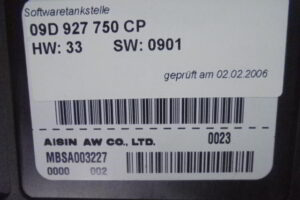 Softwaretankstelle
09D 927 750 CP
HW: 33 SW: 0901
geprüft am 02.02.2006
AISIN AW CO., LTD. 0023
MBSA003227
0000 002